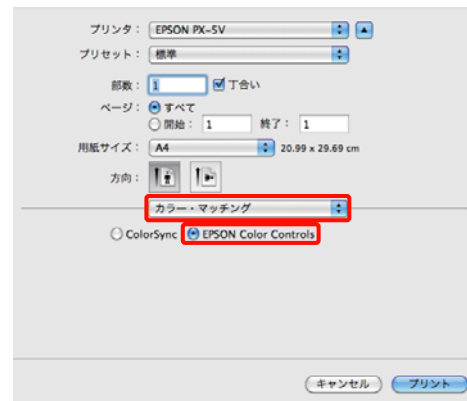 プリンタ： EPSON PX-5V
プリセット： 標準
部数： 1 丁合い
ページ： すべて
開始： 1 終了： 1
用紙サイズ： A4 20.99 x 29.69 cm
方向：
カラー・マッチング
ColorSync EPSON Color Controls
キャンセル プリント